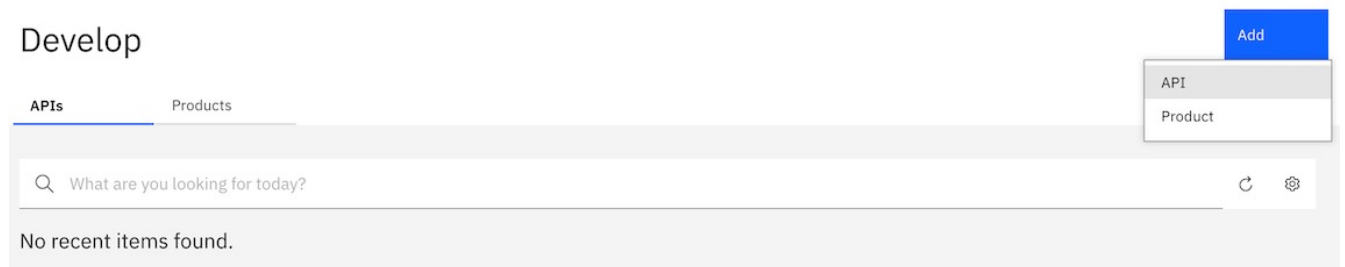 Develop
Add
API
Product
APIs Products
What are you looking for today?
No recent items found.